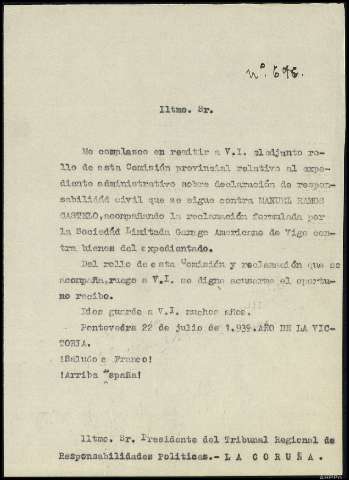 nº. 696.
Iltmo. Sr.
Me complazco en remitir a V.I. el adjunto ro-
llo de esta Comisión provincial relativo al expe-
diente administrativo sobre declaración de respon-
sabilidad civil que se sigue contra MANUEL RAMOS
CASTELO, acompañando la reclamación formulada por
la Sociedad Limitada Garage Americano de Vigo con-
tra bienes del expedientado.
Del rollo de esta Comisión y reclamación que se
acompaña, ruego a V.I. se digne acusarme el oportu-
no recibo.
Dios guarde a V.I. muchos años.
Pontevedra 22 de julio de 1.939. AÑO DE LA VIC-
TORIA.
¡Saludo a Franco!
¡Arriba España!
Iltmo. Sr. Presidente del Tribunal Regional de
Responsabilidades Politicas.- LA CORUÑA.
AHPPO